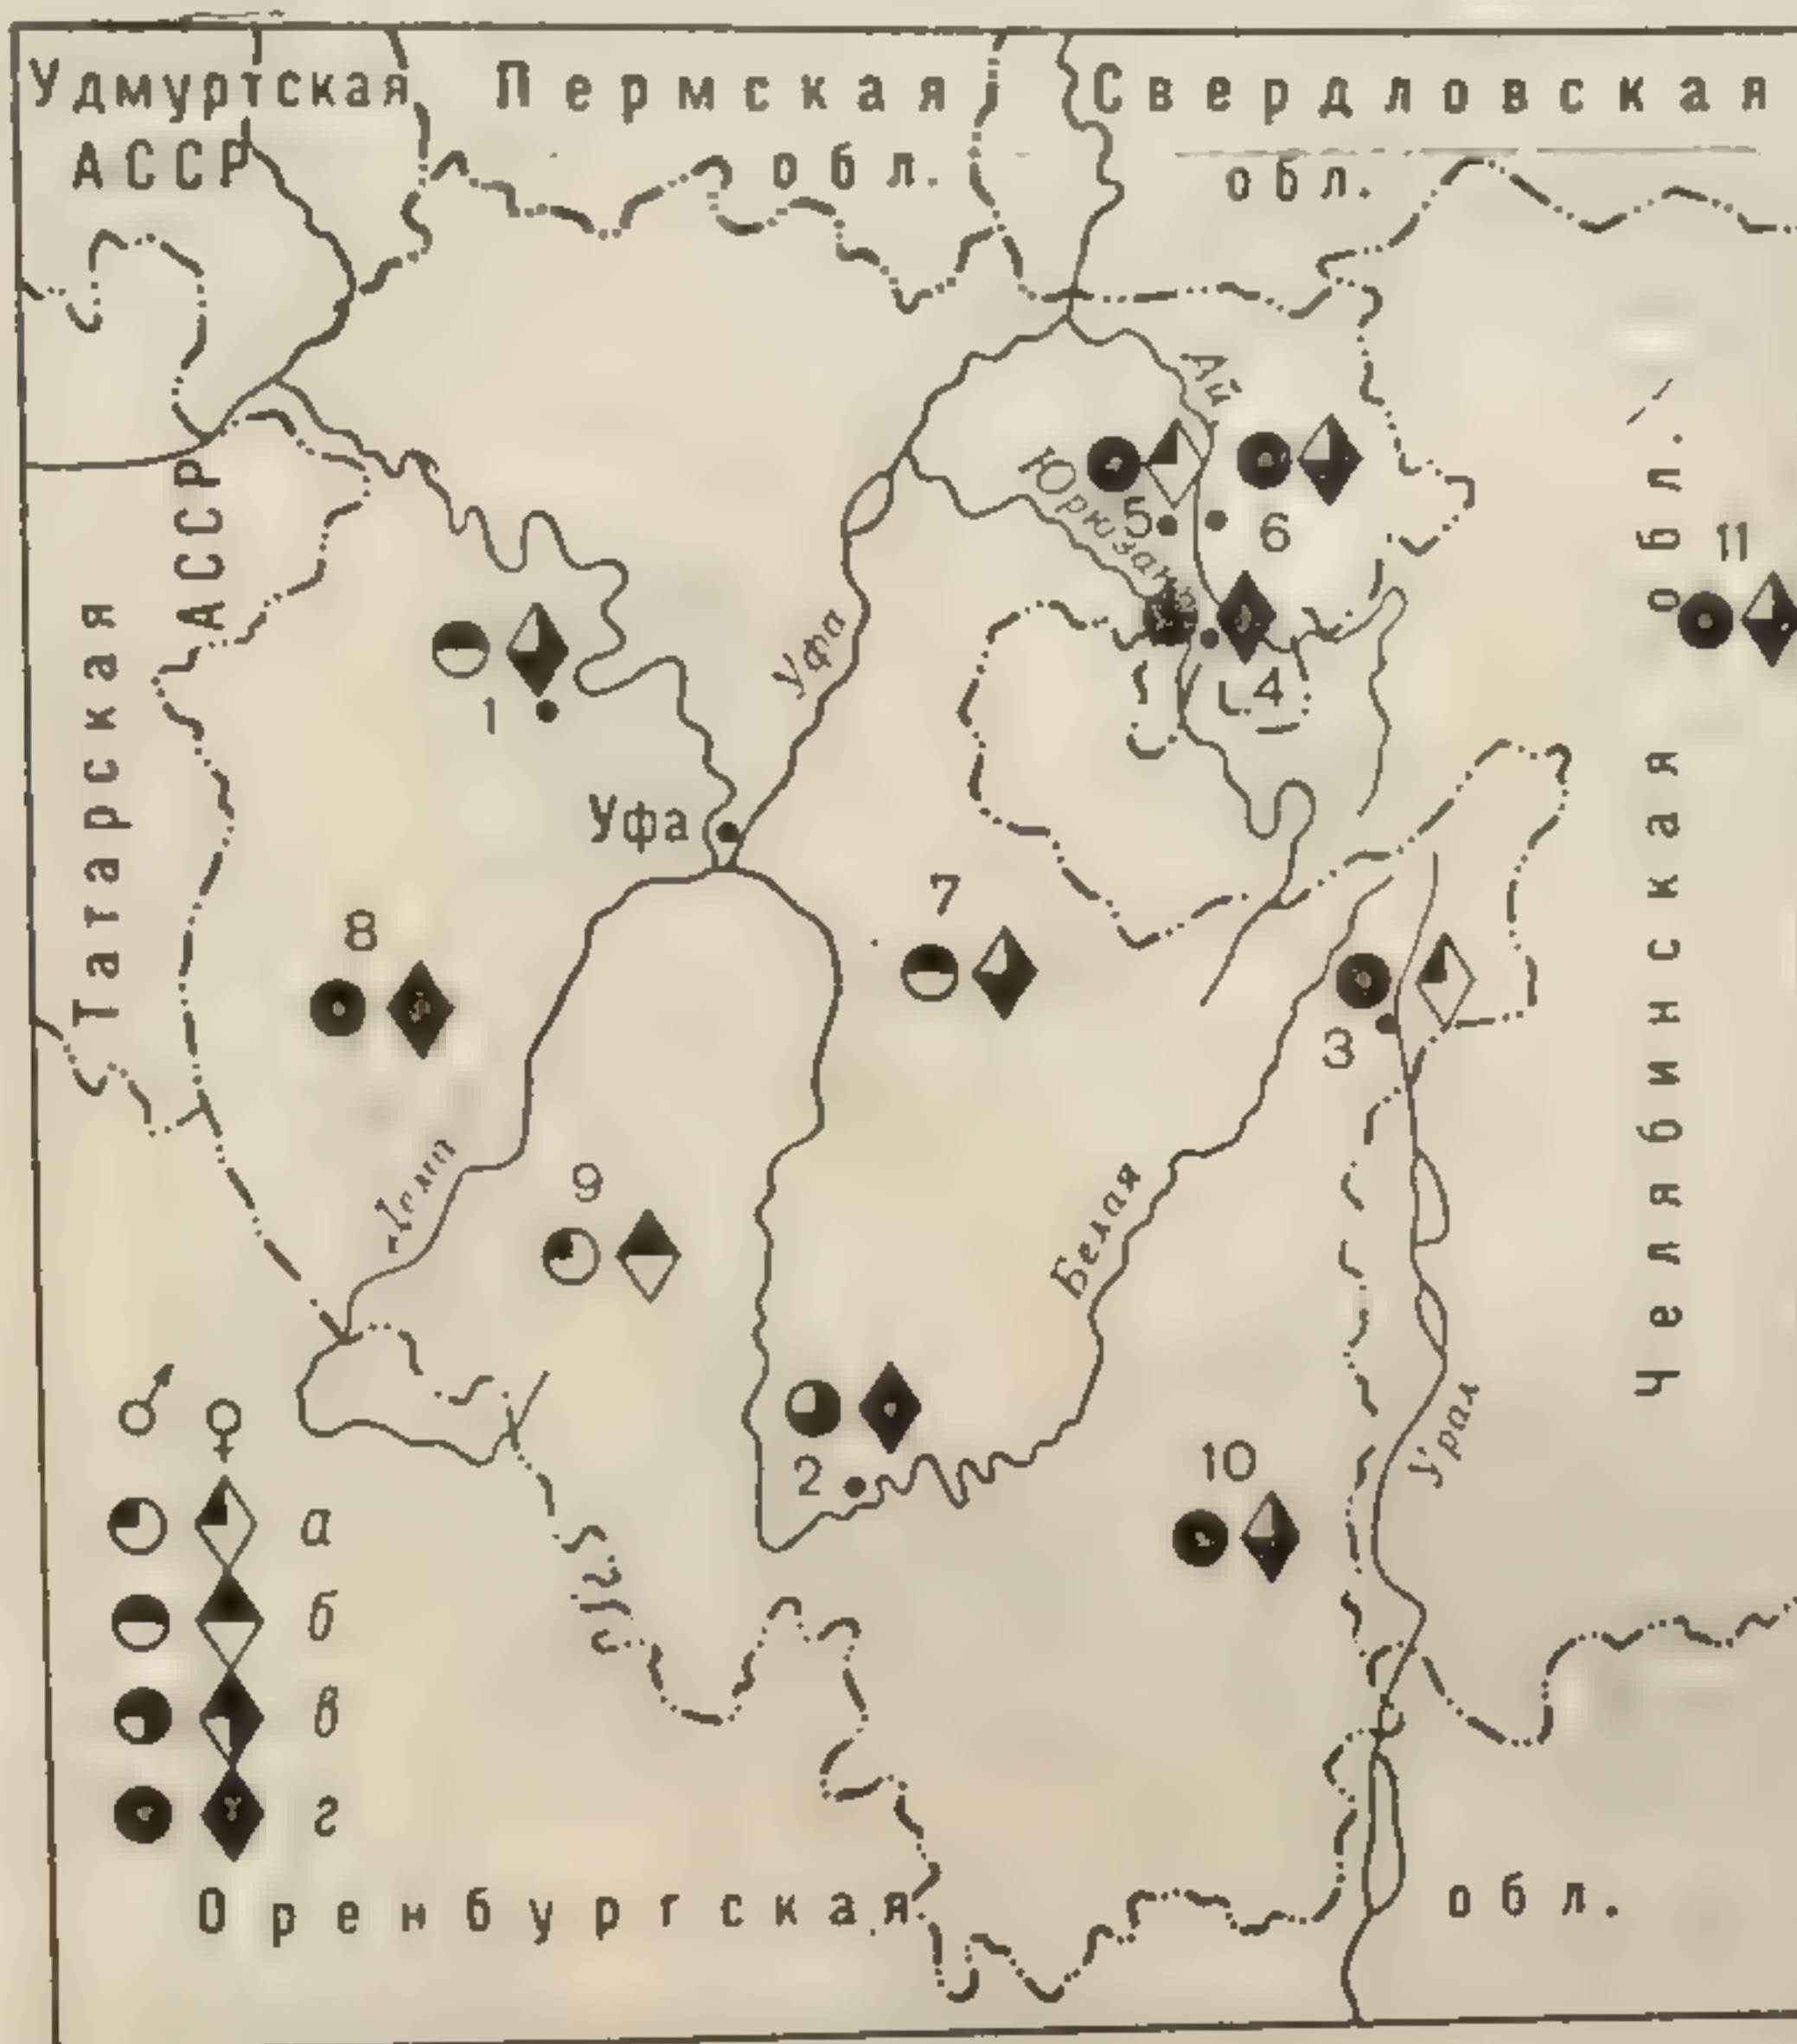 Удмуртская
АССР
Пермская
обл.
Свердловская
обл.
Татарская
АССР
Ай
Юрюзань
5
6
4
11
1
Уфа
Уфа
Челябинская обл.
8
7
3
9
Белая
2
10
Урал
♂ ♀
а
б
в
г
Оренбургская обл.